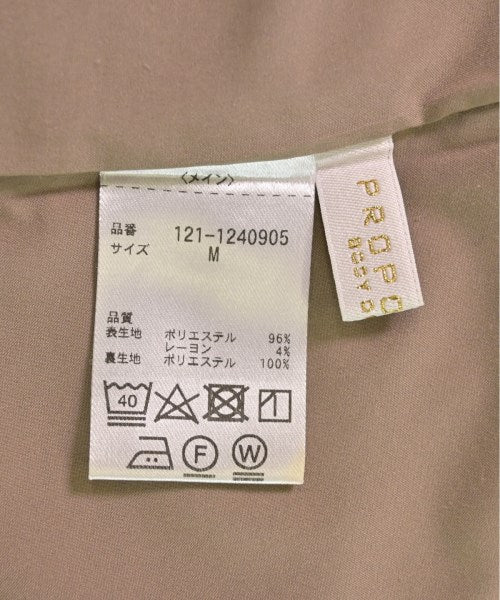 〈メイン〉
品番 121-1240905
サイズ M
品質
表生地 ポリエステル 96%
レーヨン 4%
裏生地 ポリエステル 100%
40
F W
PROPO
BODY D